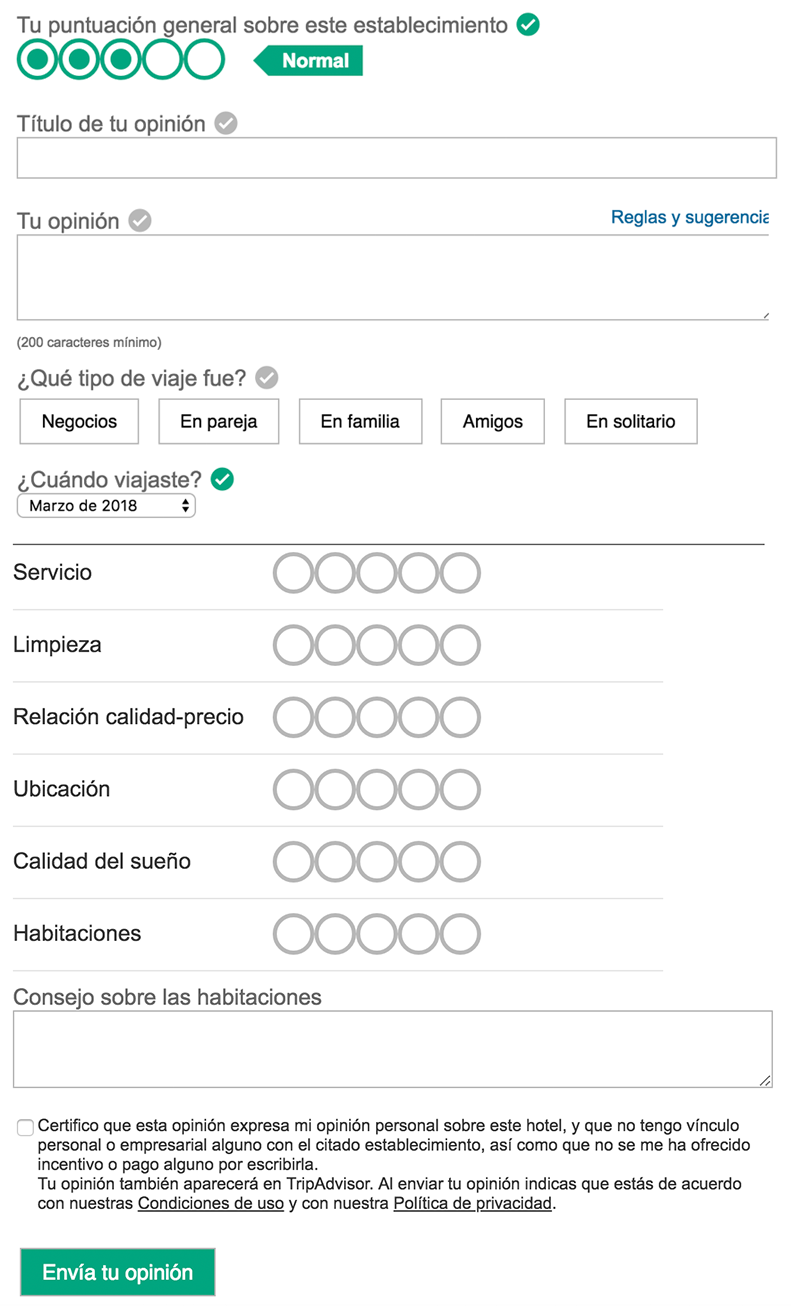 Tu puntuación general sobre este establecimiento
Normal
Título de tu opinión
Tu opinión
Reglas y sugerencia
(200 caracteres mínimo)
¿Qué tipo de viaje fue?
Negocios
En pareja
En familia
Amigos
En solitario
¿Cuándo viajaste?
Marzo de 2018
Servicio
Limpieza
Relación calidad-precio
Ubicación
Calidad del sueño
Habitaciones
Consejo sobre las habitaciones
Certifico que esta opinión expresa mi opinión personal sobre este hotel, y que no tengo vínculo
personal o empresarial alguno con el citado establecimiento, así como que no se me ha ofrecido
incentivo o pago alguno por escribirla.
Tu opinión también aparecerá en TripAdvisor. Al enviar tu opinión indicas que estás de acuerdo
con nuestras Condiciones de uso y con nuestra Política de privacidad.
Envía tu opinión